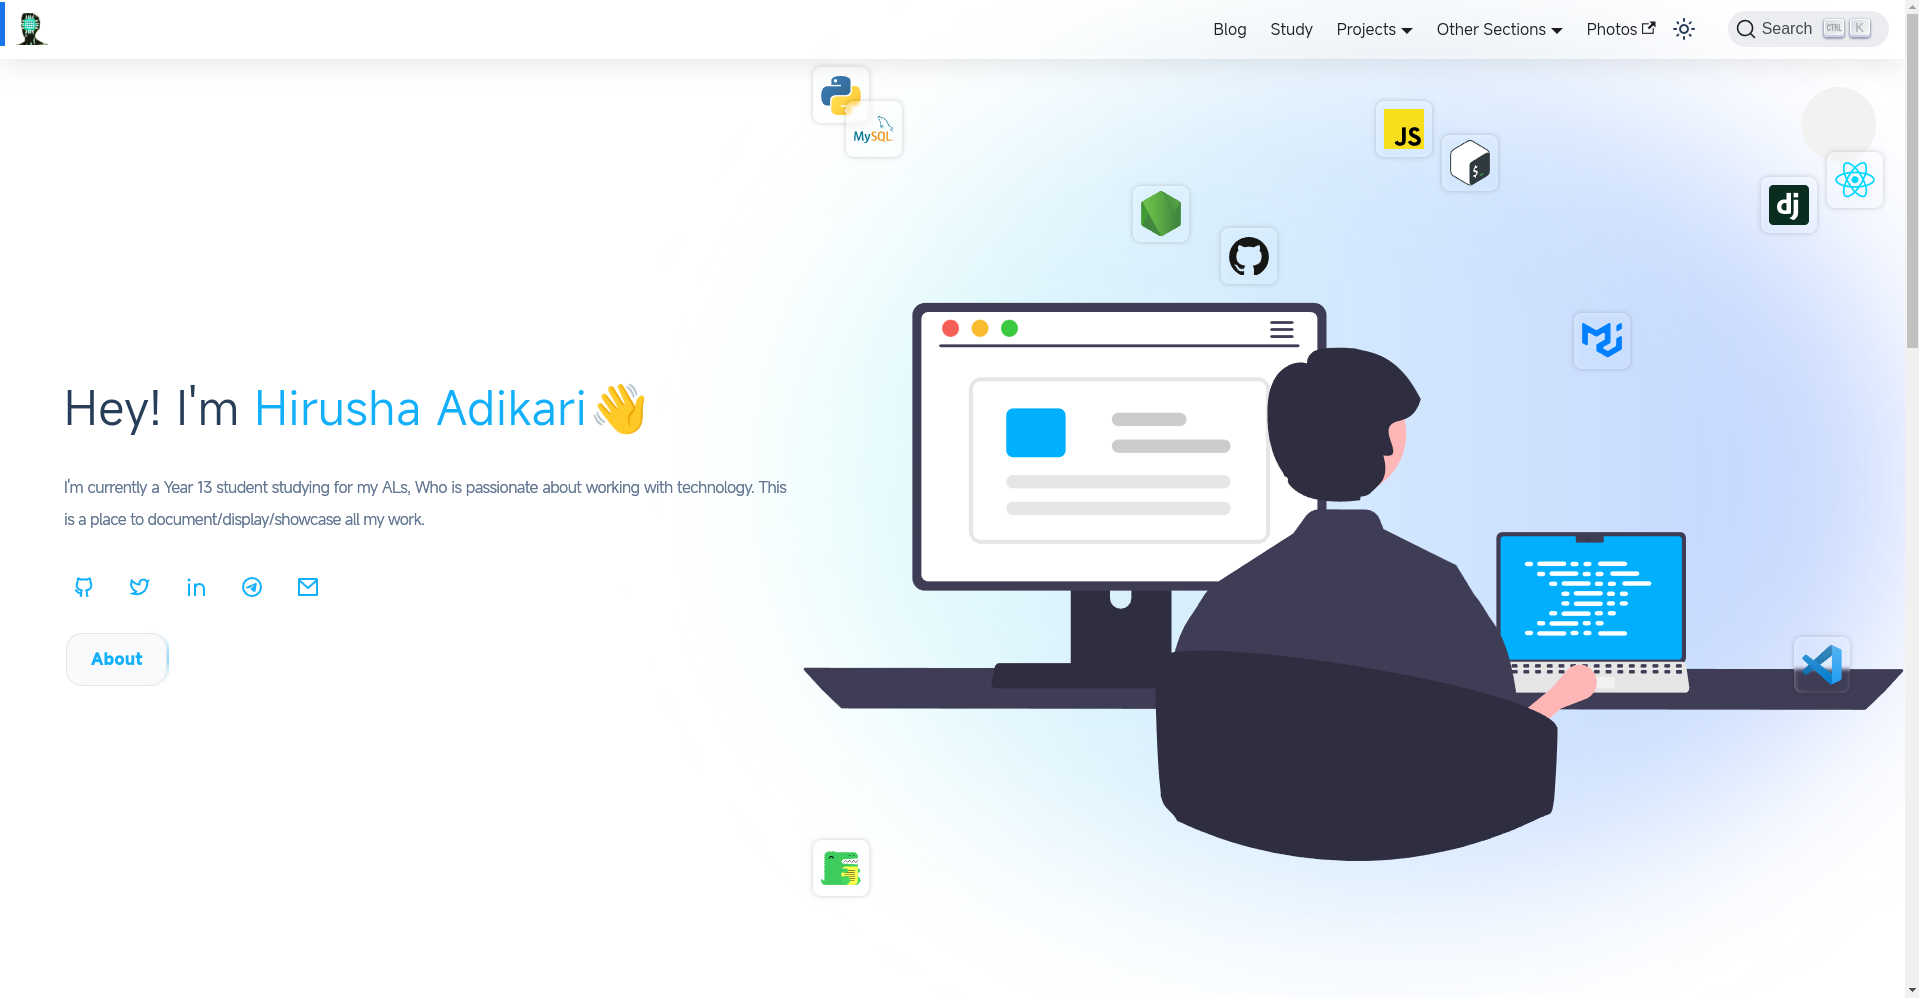 Blog Study Projects Other Sections Photos Search CTRL K
MySQL
JS
$
dj
Hey! I'm Hirusha Adikari👋
I'm currently a Year 13 student studying for my ALs, Who is passionate about working with technology. This
is a place to document/display/showcase all my work.
in
About